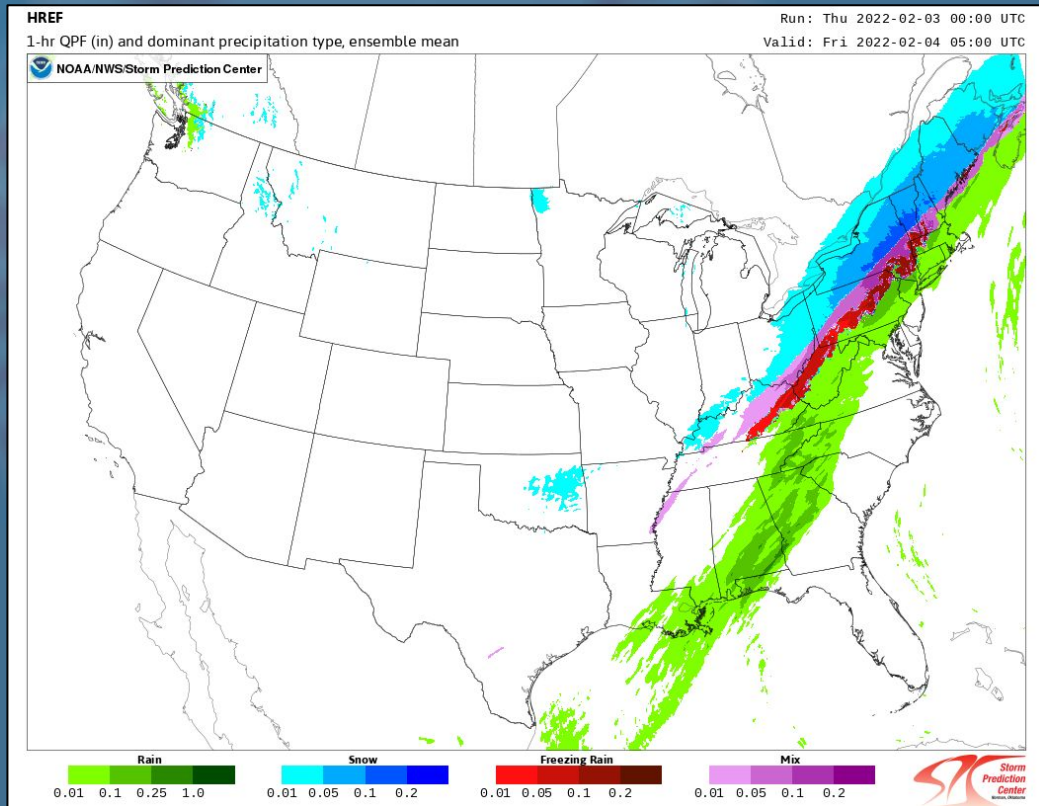 HREF
Run: Thu 2022-02-03 00:00 UTC
1-hr QPF (in) and dominant precipitation type, ensemble mean
Valid: Fri 2022-02-04 05:00 UTC
NOAA/NWS/Storm Prediction Center
Rain
0.01 0.1 0.25 1.0
Snow
0.01 0.05 0.1 0.2
Freezing Rain
0.01 0.05 0.1 0.2
Mix
0.01 0.05 0.1 0.2
Storm
Prediction
Center
Norman, Oklahoma